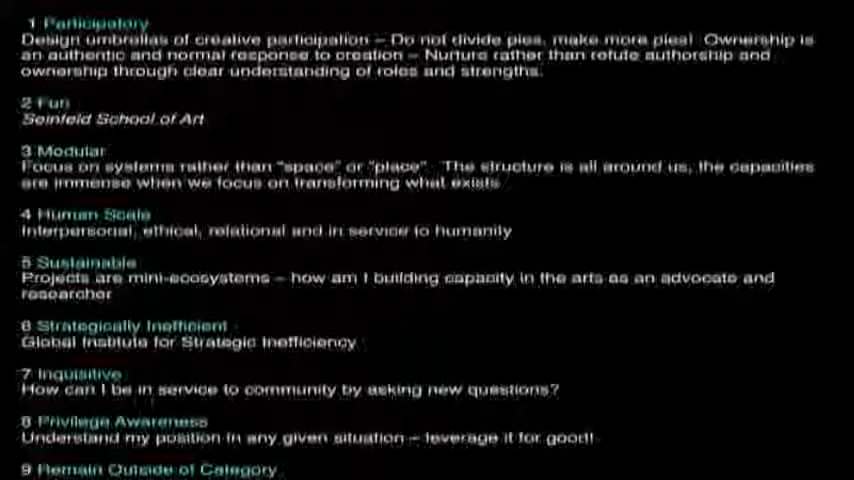 1 Participatory
Design umbrellas of creative participation – Do not divide pies, make more pies! Ownership is
an authentic and normal response to creation – Nurture rather than refute authorship and
ownership through clear understanding of roles and strengths.
2 Fun
Seinfeld School of Art
3 Modular
Focus on systems rather than "space" or "place". The structure is all around us, the capacities
are immense when we focus on transforming what exists
4 Human Scale
Interpersonal, ethical, relational and in service to humanity
5 Sustainable
Projects are mini-ecosystems – how am I building capacity in the arts as an advocate and
researcher
6 Strategically Inefficient
Global Institute for Strategic Inefficiency
7 Inquisitive
How can I be in service to community by asking new questions?
8 Privilege Awareness
Understand my position in any given situation – leverage it for good!
9 Remain Outside of Category